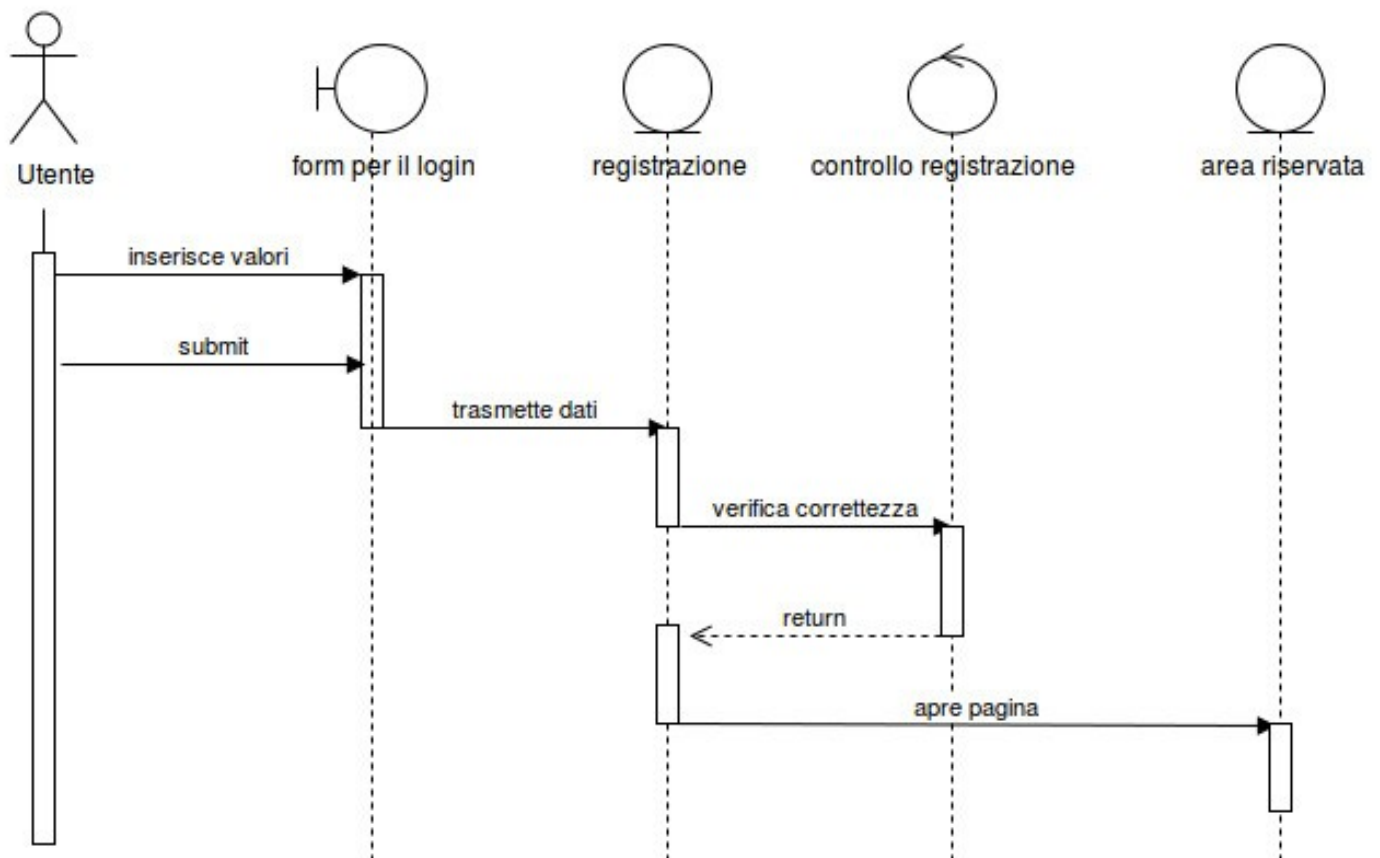 Utente
form per il login
registrazione
controllo registrazione
area riservata
inserisce valori
submit
trasmette dati
verifica correttezza
return
apre pagina